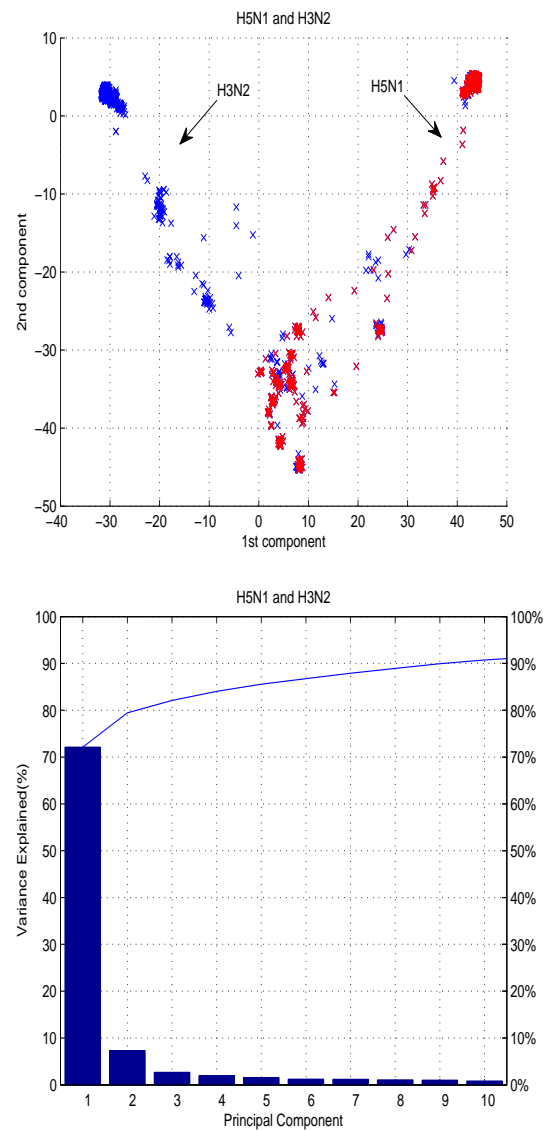 H5N1 and H3N2
10
0
−10
−20
−30
−40
−50
2nd component
H3N2
H5N1
−40 −30 −20 −10 0 10 20 30 40 50
1st component
H5N1 and H3N2
100 100%
90 90%
80 80%
70 70%
60 60%
50 50%
40 40%
30 30%
20 20%
10 10%
0 0%
Variance Explained(%)
1 2 3 4 5 6 7 8 9 10
Principal Component